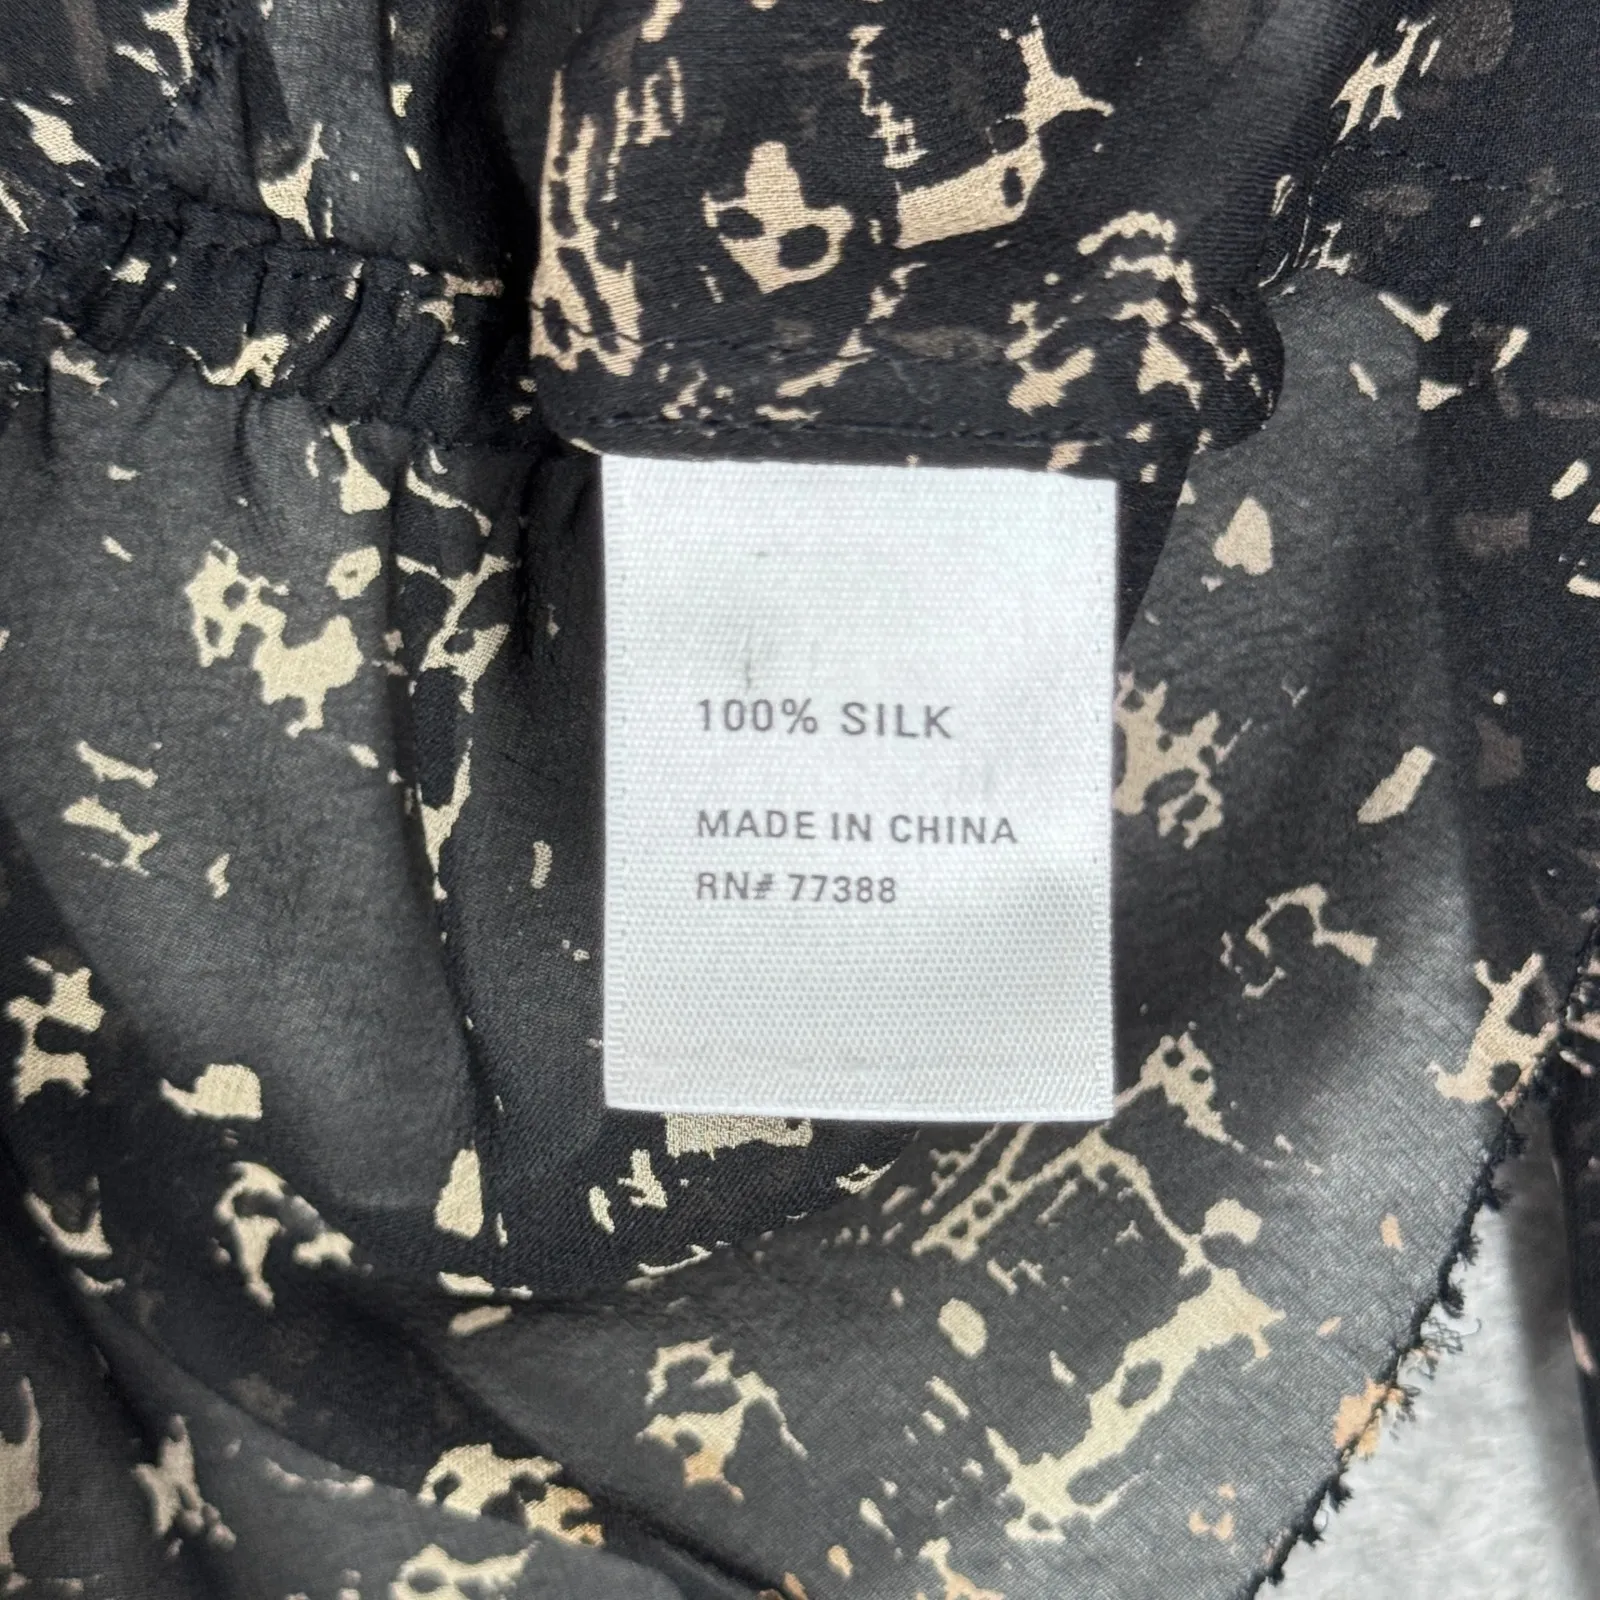 100% SILK
MADE IN CHINA
RN# 77388